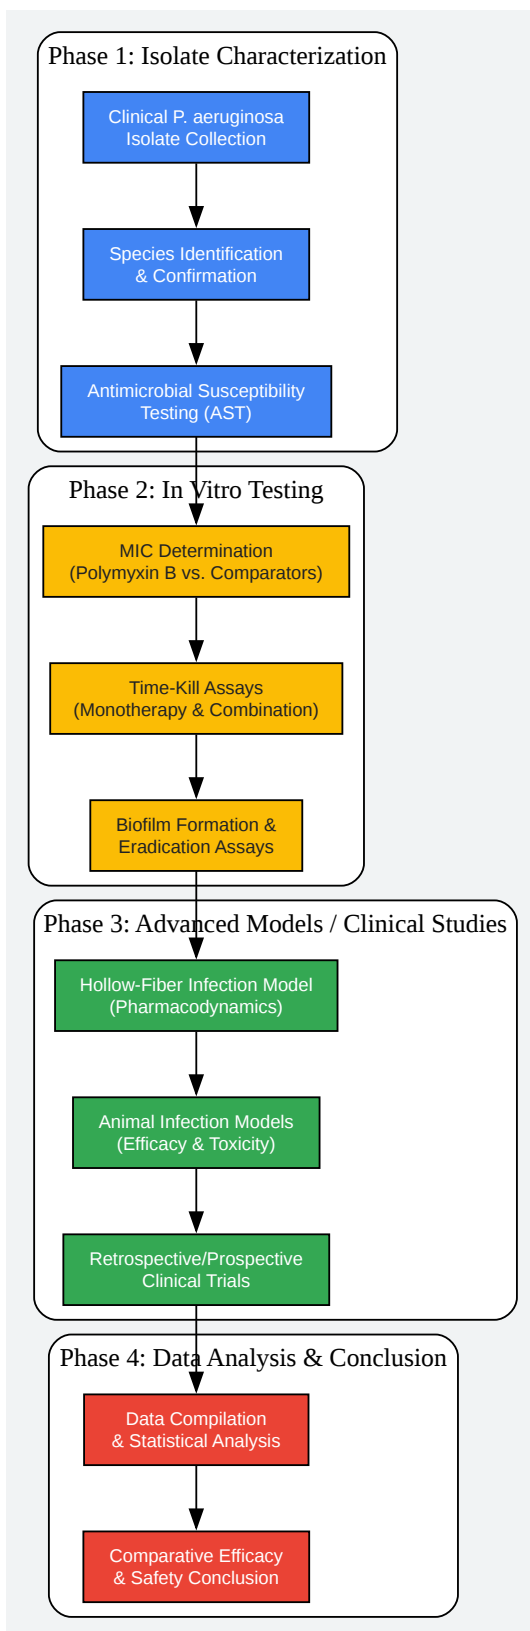 Phase 1: Isolate Characterization
Clinical P. aeruginosa
Isolate Collection
Species Identification
& Confirmation
Antimicrobial Susceptibility
Testing (AST)
Phase 2: In Vitro Testing
MIC Determination
(Polymyxin B vs. Comparators)
Time-Kill Assays
(Monotherapy & Combination)
Biofilm Formation &
Eradication Assays
Phase 3: Advanced Models / Clinical Studies
Hollow-Fiber Infection Model
(Pharmacodynamics)
Animal Infection Models
(Efficacy & Toxicity)
Retrospective/Prospective
Clinical Trials
Phase 4: Data Analysis & Conclusion
Data Compilation
& Statistical Analysis
Comparative Efficacy
& Safety Conclusion